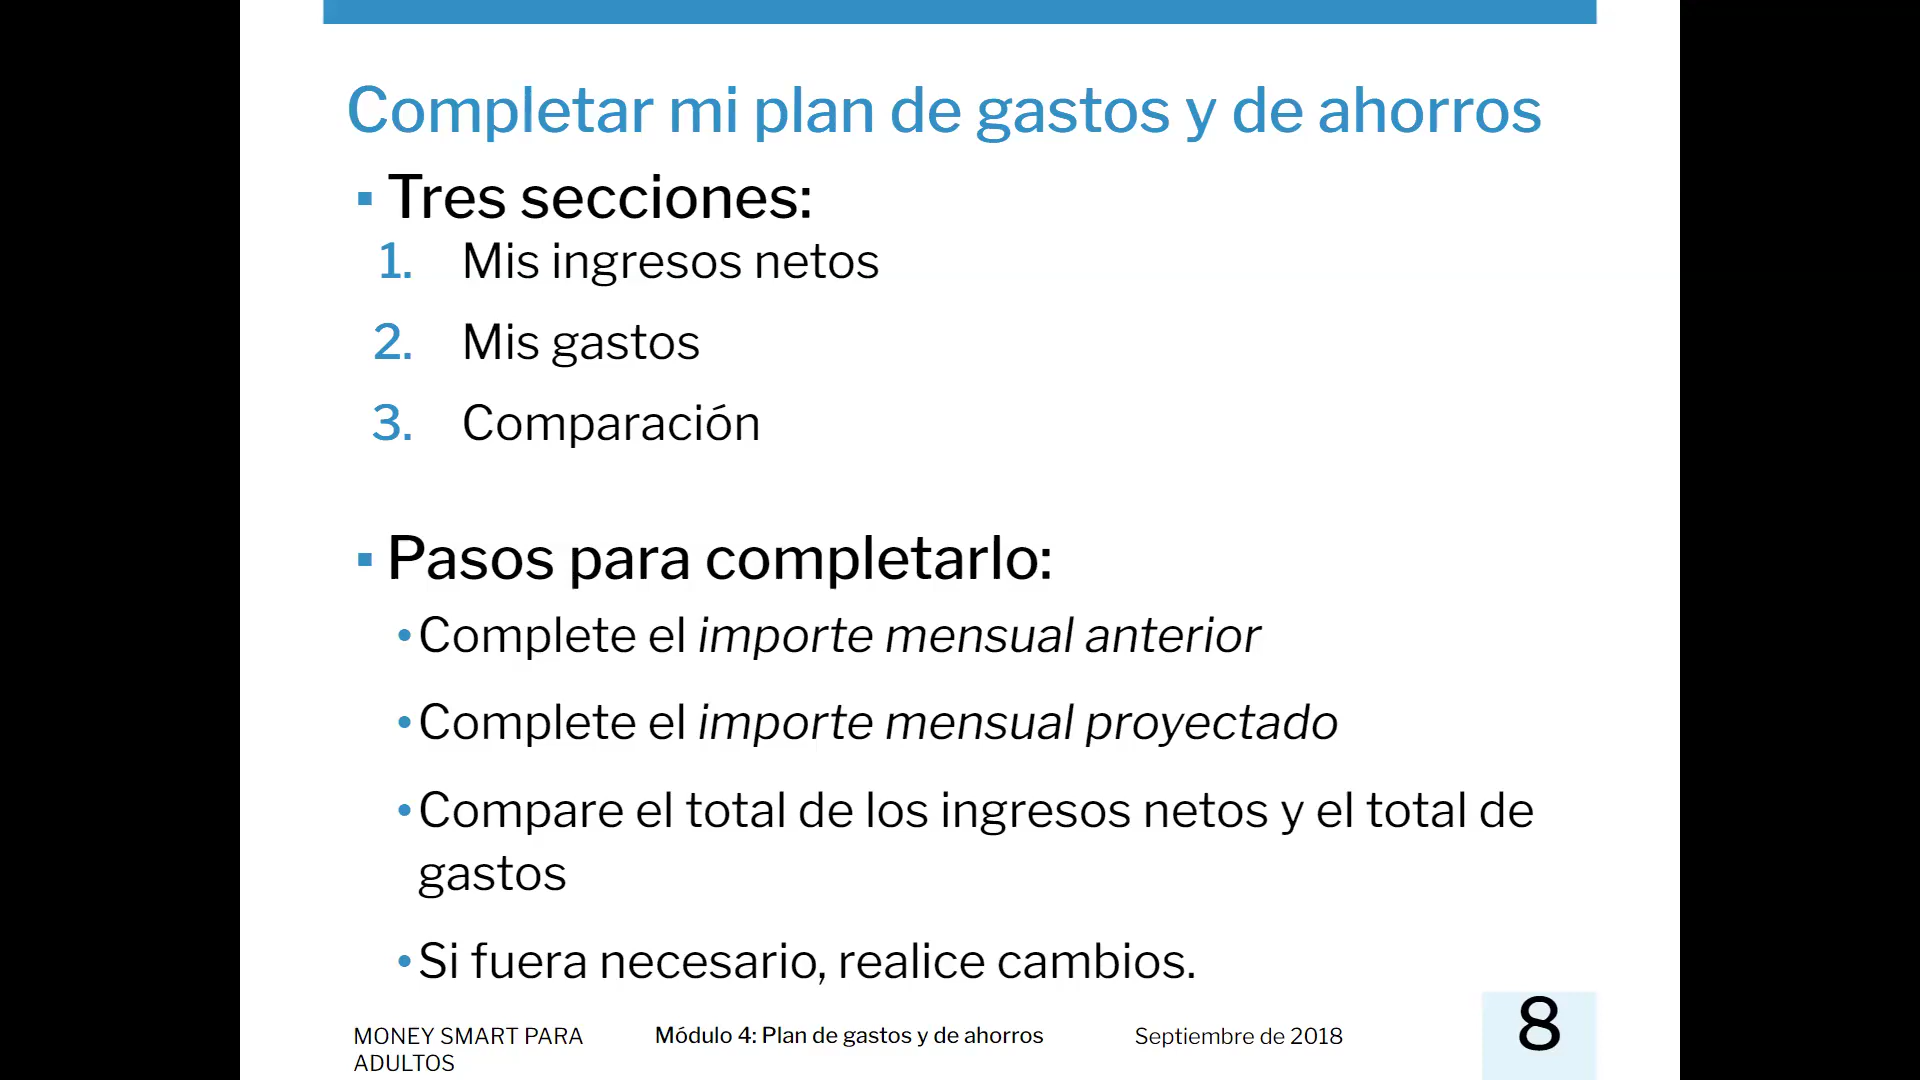 Completar mi plan de gastos y de ahorros
▪ Tres secciones:
1. Mis ingresos netos
2. Mis gastos
3. Comparación
▪ Pasos para completarlo:
• Complete el importe mensual anterior
• Complete el importe mensual proyectado
• Compare el total de los ingresos netos y el total de
gastos
• Si fuera necesario, realice cambios.
MONEY SMART PARA
ADULTOS
Módulo 4: Plan de gastos y de ahorros
Septiembre de 2018
8